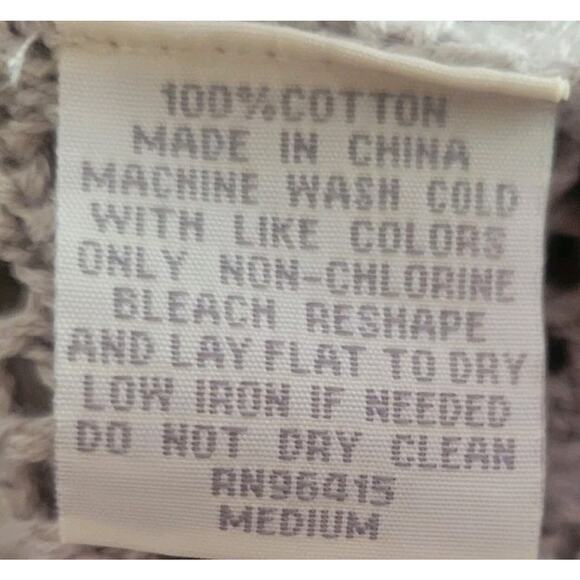 100%COTTON
MADE IN CHINA
MACHINE WASH COLD
WITH LIKE COLORS
ONLY NON-CHLORINE
BLEACH RESHAPE
AND LAY FLAT TO DRY
LOW IRON IF NEEDED
DO NOT DRY CLEAN
RN96415
MEDIUM